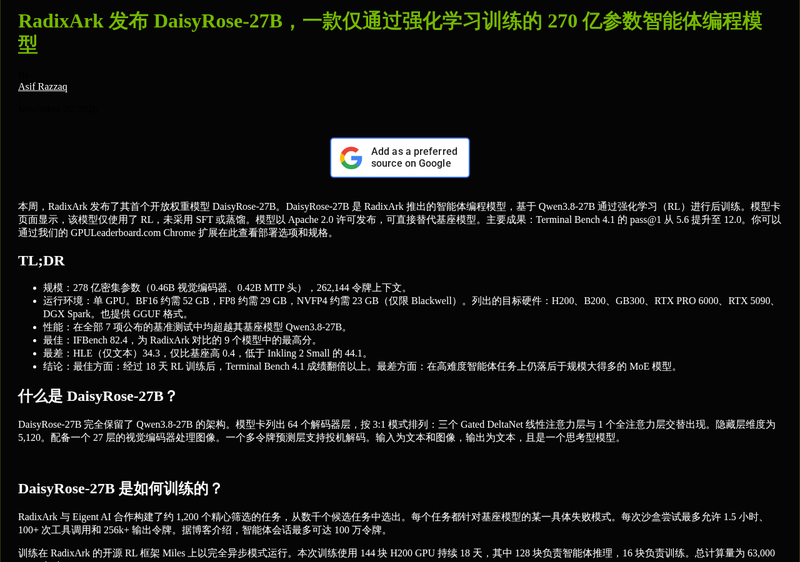 RadixArk 发布 DaisyRose-27B，一款仅通过强化学习训练的 270 亿参数智能体编程模
型
Asif Razzaq
Add as a preferred
source on Google
本周，RadixArk 发布了其首个开放权重模型 DaisyRose-27B。DaisyRose-27B 是 RadixArk 推出的智能体编程模型，基于 Qwen3.8-27B 通过强化学习（RL）进行后训练。模型卡
页面显示，该模型仅使用了 RL，未采用 SFT 或蒸馏。模型以 Apache 2.0 许可发布，可直接替代基座模型。主要成果：Terminal Bench 4.1 的 pass@1 从 5.6 提升至 12.0。你可以
通过我们的 GPULeaderboard.com Chrome 扩展在此查看部署选项和规格。
TL;DR
• 规模：278 亿密集参数（0.46B 视觉编码器、0.42B MTP 头），262,144 令牌上下文。
• 运行环境：单 GPU。BF16 约需 52 GB，FP8 约需 29 GB，NVFP4 约需 23 GB（仅限 Blackwell）。列出的目标硬件：H200、B200、GB300、RTX PRO 6000、RTX 5090、
DGX Spark。也提供 GGUF 格式。
• 性能：在全部 7 项公布的基准测试中均超越其基座模型 Qwen3.8-27B。
• 最佳：IFBench 82.4，为 RadixArk 对比的 9 个模型中的最高分。
• 最差：HLE（仅文本）34.3，仅比基座高 0.4，低于 Inkling 2 Small 的 44.1。
• 结论：最佳方面：经过 18 天 RL 训练后，Terminal Bench 4.1 成绩翻倍以上。最差方面：在高难度智能体任务上仍落后于规模大得多的 MoE 模型。
什么是 DaisyRose-27B？
DaisyRose-27B 完全保留了 Qwen3.8-27B 的架构。模型卡列出 64 个解码器层，按 3:1 模式排列：三个 Gated DeltaNet 线性注意力层与 1 个全注意力层交替出现。隐藏层维度为
5,120。配备一个 27 层的视觉编码器处理图像。一个多令牌预测层支持投机解码。输入为文本和图像，输出为文本，且是一个思考型模型。
DaisyRose-27B 是如何训练的？
RadixArk 与 Eigent AI 合作构建了约 1,200 个精心筛选的任务，从数千个候选任务中选出。每个任务都针对基座模型的某一具体失败模式。每次沙盒尝试最多允许 1.5 小时、
100+ 次工具调用和 256k+ 输出令牌。据博客介绍，智能体会话最多可达 100 万令牌。
训练在 RadixArk 的开源 RL 框架 Miles 上以完全异步模式运行。本次训练使用 144 块 H200 GPU 持续 18 天，其中 128 块负责智能体推理，16 块负责训练。总计算量为 63,000